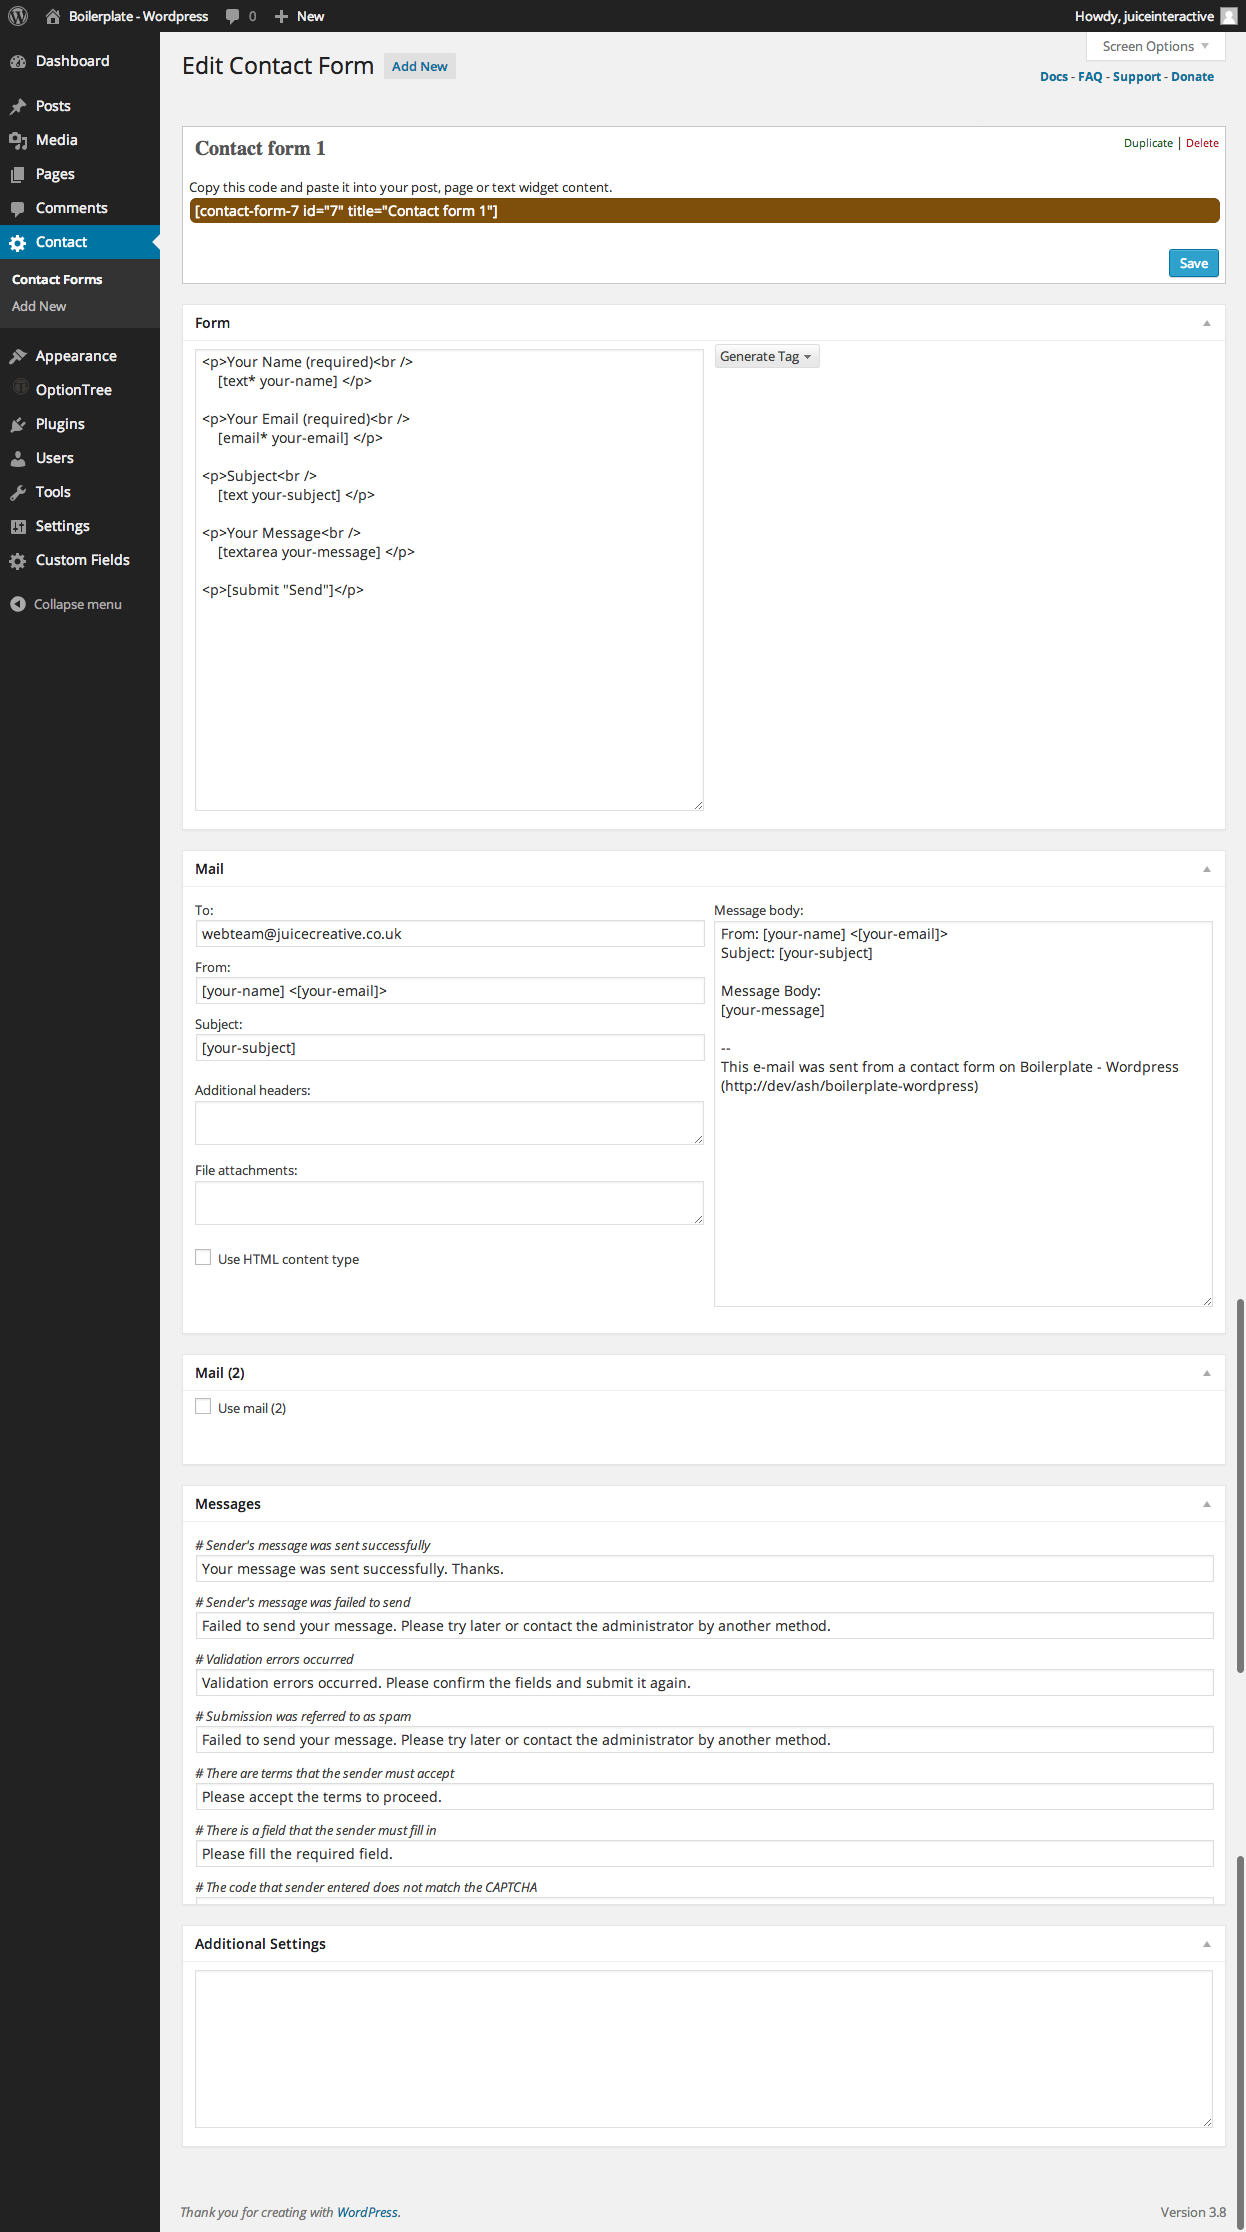 Boilerplate - Wordpress 0 New Howdy, juiceinteractive
Dashboard
Posts
Media
Pages
Comments
Contact
Contact Forms
Add New
Appearance
OptionTree
Plugins
Users
Tools
Settings
Custom Fields
Collapse menu
Screen Options
Edit Contact Form Add New
Docs - FAQ - Support - Donate
Contact form 1
Duplicate | Delete
Copy this code and paste it into your post, page or text widget content.
[contact-form-7 id="7" title="Contact form 1"]
Save
Form
<p>Your Name (required)<br />
[text* your-name] </p>
<p>Your Email (required)<br />
[email* your-email] </p>
<p>Subject<br />
[text your-subject] </p>
<p>Your Message<br />
[textarea your-message] </p>
<p>[submit "Send"]</p>
Generate Tag
Mail
To:
webteam@juicecreative.co.uk
From:
[your-name] <[your-email]>
Subject:
[your-subject]
Additional headers:
File attachments:
Use HTML content type
Message body:
From: [your-name] <[your-email]>
Subject: [your-subject]
Message Body:
[your-message]
--
This e-mail was sent from a contact form on Boilerplate - Wordpress
(http://dev/ash/boilerplate-wordpress)
Mail (2)
Use mail (2)
Messages
# Sender's message was sent successfully
Your message was sent successfully. Thanks.
# Sender's message was failed to send
Failed to send your message. Please try later or contact the administrator by another method.
# Validation errors occurred
Validation errors occurred. Please confirm the fields and submit it again.
# Submission was referred to as spam
Failed to send your message. Please try later or contact the administrator by another method.
# There are terms that the sender must accept
Please accept the terms to proceed.
# There is a field that the sender must fill in
Please fill the required field.
# The code that sender entered does not match the CAPTCHA
Additional Settings
Thank you for creating with WordPress.
Version 3.8